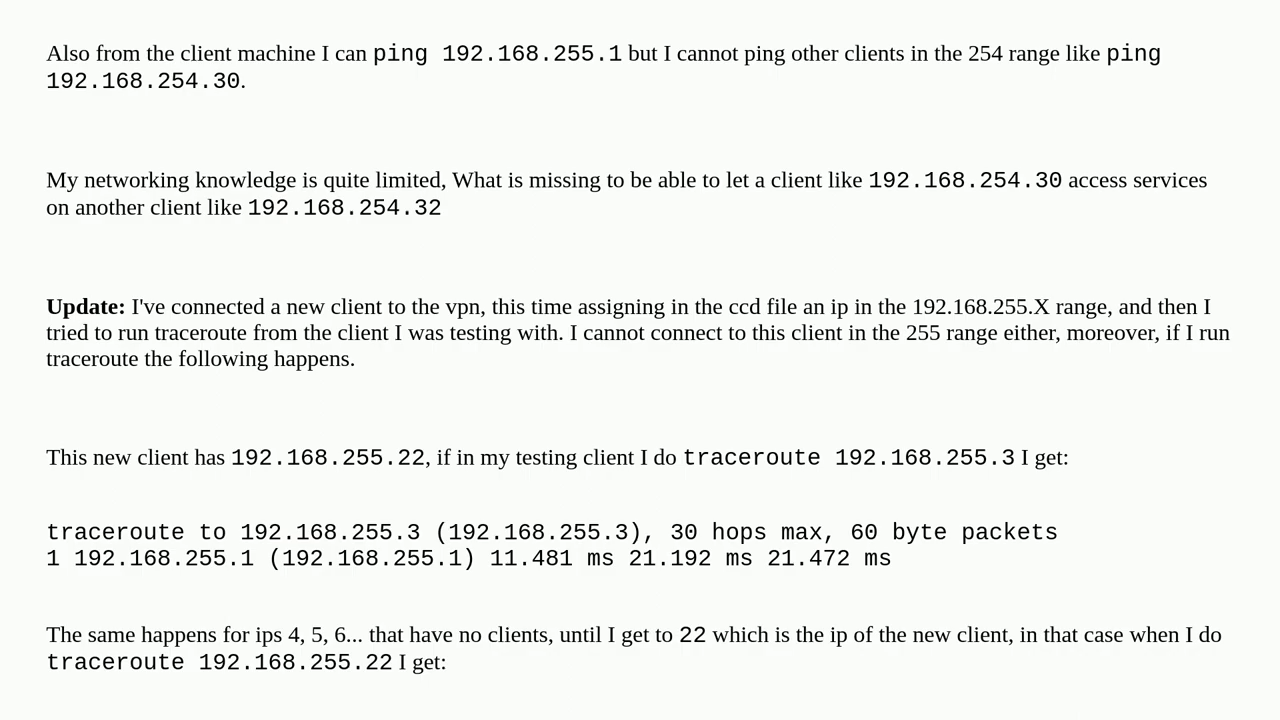 Also from the client machine I can ping 192.168.255.1 but I cannot ping other clients in the 254 range like ping
192.168.254.30.
My networking knowledge is quite limited, What is missing to be able to let a client like 192.168.254.30 access services
on another client like 192.168.254.32
Update: I've connected a new client to the vpn, this time assigning in the ccd file an ip in the 192.168.255.X range, and then I
tried to run traceroute from the client I was testing with. I cannot connect to this client in the 255 range either, moreover, if I run
traceroute the following happens.
This new client has 192.168.255.22, if in my testing client I do traceroute 192.168.255.3 I get:
traceroute to 192.168.255.3 (192.168.255.3), 30 hops max, 60 byte packets
1 192.168.255.1 (192.168.255.1) 11.481 ms 21.192 ms 21.472 ms
The same happens for ips 4, 5, 6... that have no clients, until I get to 22 which is the ip of the new client, in that case when I do
traceroute 192.168.255.22 I get: